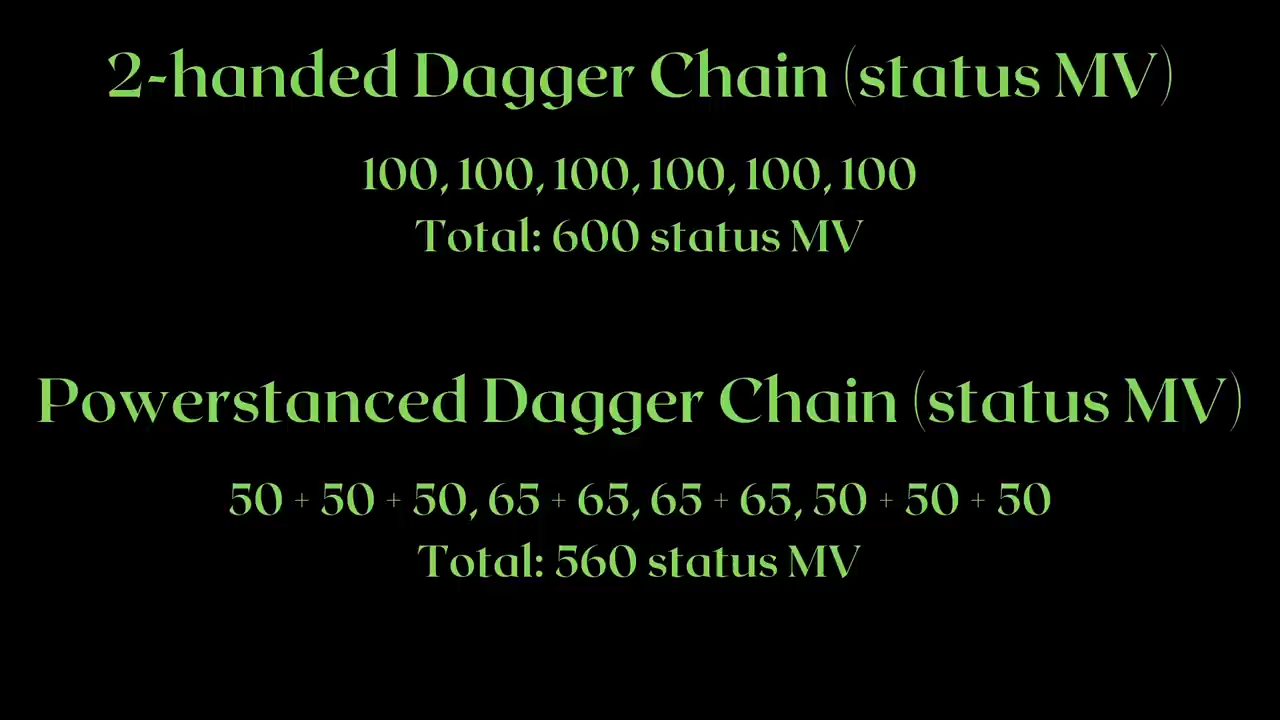 2-handed Dagger Chain (status MV)
100, 100, 100, 100, 100, 100
Total: 600 status MV
Powerstanced Dagger Chain (status MV)
50 + 50 + 50, 65 + 65, 65 + 65, 50 + 50 + 50
Total: 560 status MV